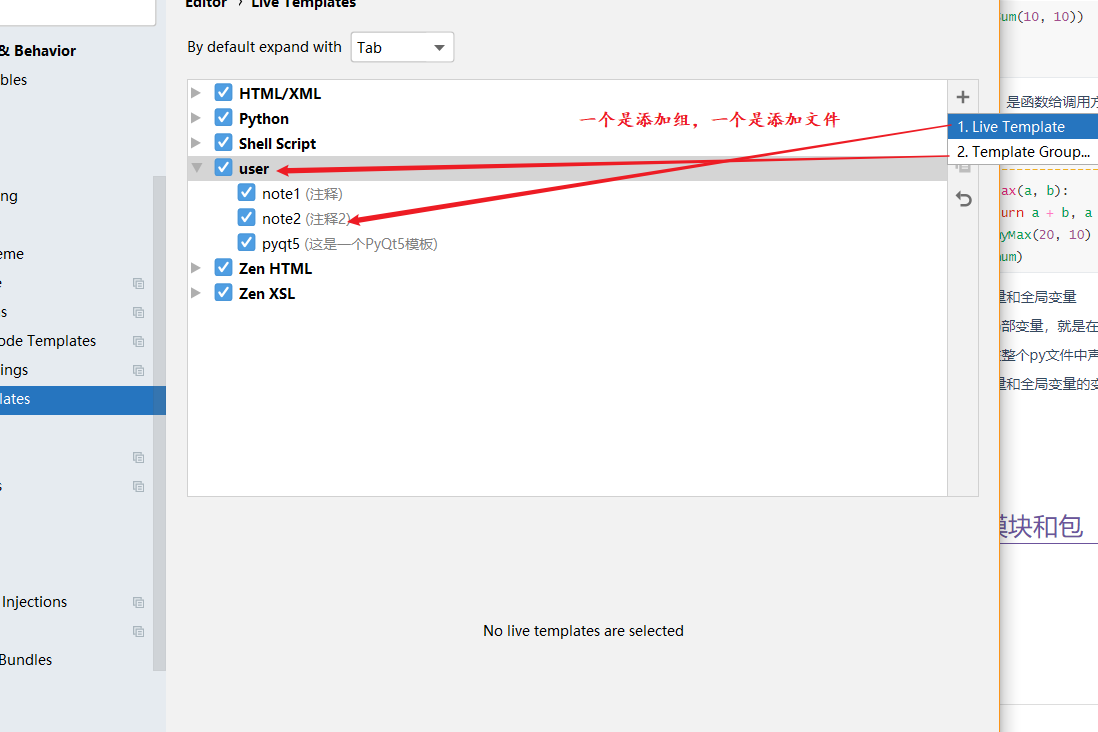 Editor › Live Templates
& Behavior
By default expand with Tab
bles
HTML/XML
Python
一个是添加组，一个是添加文件
Shell Script
user
note1 (注释)
note2 (注释2)
pyqt5 (这是一个PyQt5模板)
Zen HTML
Zen XSL
1. Live Template
2. Template Group...
ng
eme
e
s
ode Templates
ings
lates
s
Injections
Bundles
No live templates are selected
um(10, 10))
是函数给调用方
ax(a, b):
urn a + b, a
yMax(20, 10)
um)
量和全局变量
部变量，就是在
整个py文件中声
量和全局变量的变
模块和包